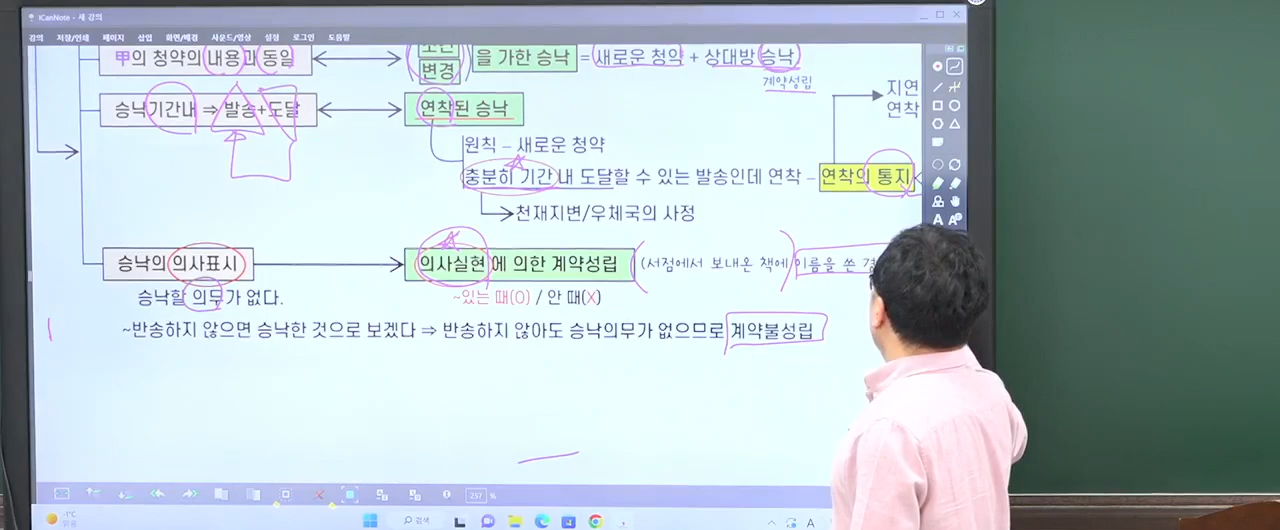 ICanNote - 새 강의
강의 저장/인쇄 페이지 삽입 화면/배경 사운드/영상 설정 로그인 도움말
甲의 청약의 내용과 동일
변경
을 가한 승낙 = 새로운 청약 + 상대방 승낙
계약성립
지연
연착
승낙기간내 ⇒ 발송+도달
연착된 승낙
원칙 – 새로운 청약
충분히 기간 내 도달할 수 있는 발송인데 연착 – 연착의 통지
천재지변/우체국의 사정
승낙의 의사표시
의사실현에 의한 계약성립 (서점에서 보내온 책에 이름을 쓴
승낙할 의무가 없다.
~있는 때(O) / 안 때(X)
~반송하지 않으면 승낙한 것으로 보겠다 ⇒ 반송하지 않아도 승낙의무가 없으므로 계약불성립
237 %
-1°C
맑음
검색
A